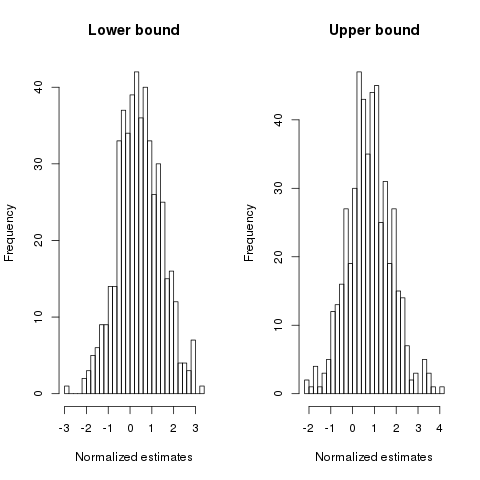 Lower bound
Frequency
0 10 20 30 40
-3 -2 -1 0 1 2 3
Normalized estimates
Upper bound
Frequency
0 10 20 30 40
-2 -1 0 1 2 3 4
Normalized estimates